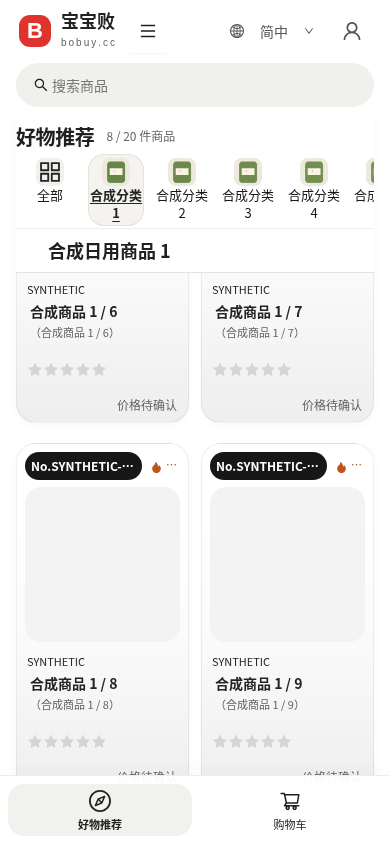 B 宝宝败
bobuy.cc
简中
搜索商品
好物推荐 8 / 20 件商品
全部
合成分类 1
合成分类 2
合成分类 3
合成分类 4
合成日用商品 1
SYNTHETIC
合成商品 1 / 6
（合成商品 1 / 6）
价格待确认
SYNTHETIC
合成商品 1 / 7
（合成商品 1 / 7）
价格待确认
No.SYNTHETIC-… …
SYNTHETIC
合成商品 1 / 8
（合成商品 1 / 8）
No.SYNTHETIC-… …
SYNTHETIC
合成商品 1 / 9
（合成商品 1 / 9）
好物推荐
购物车